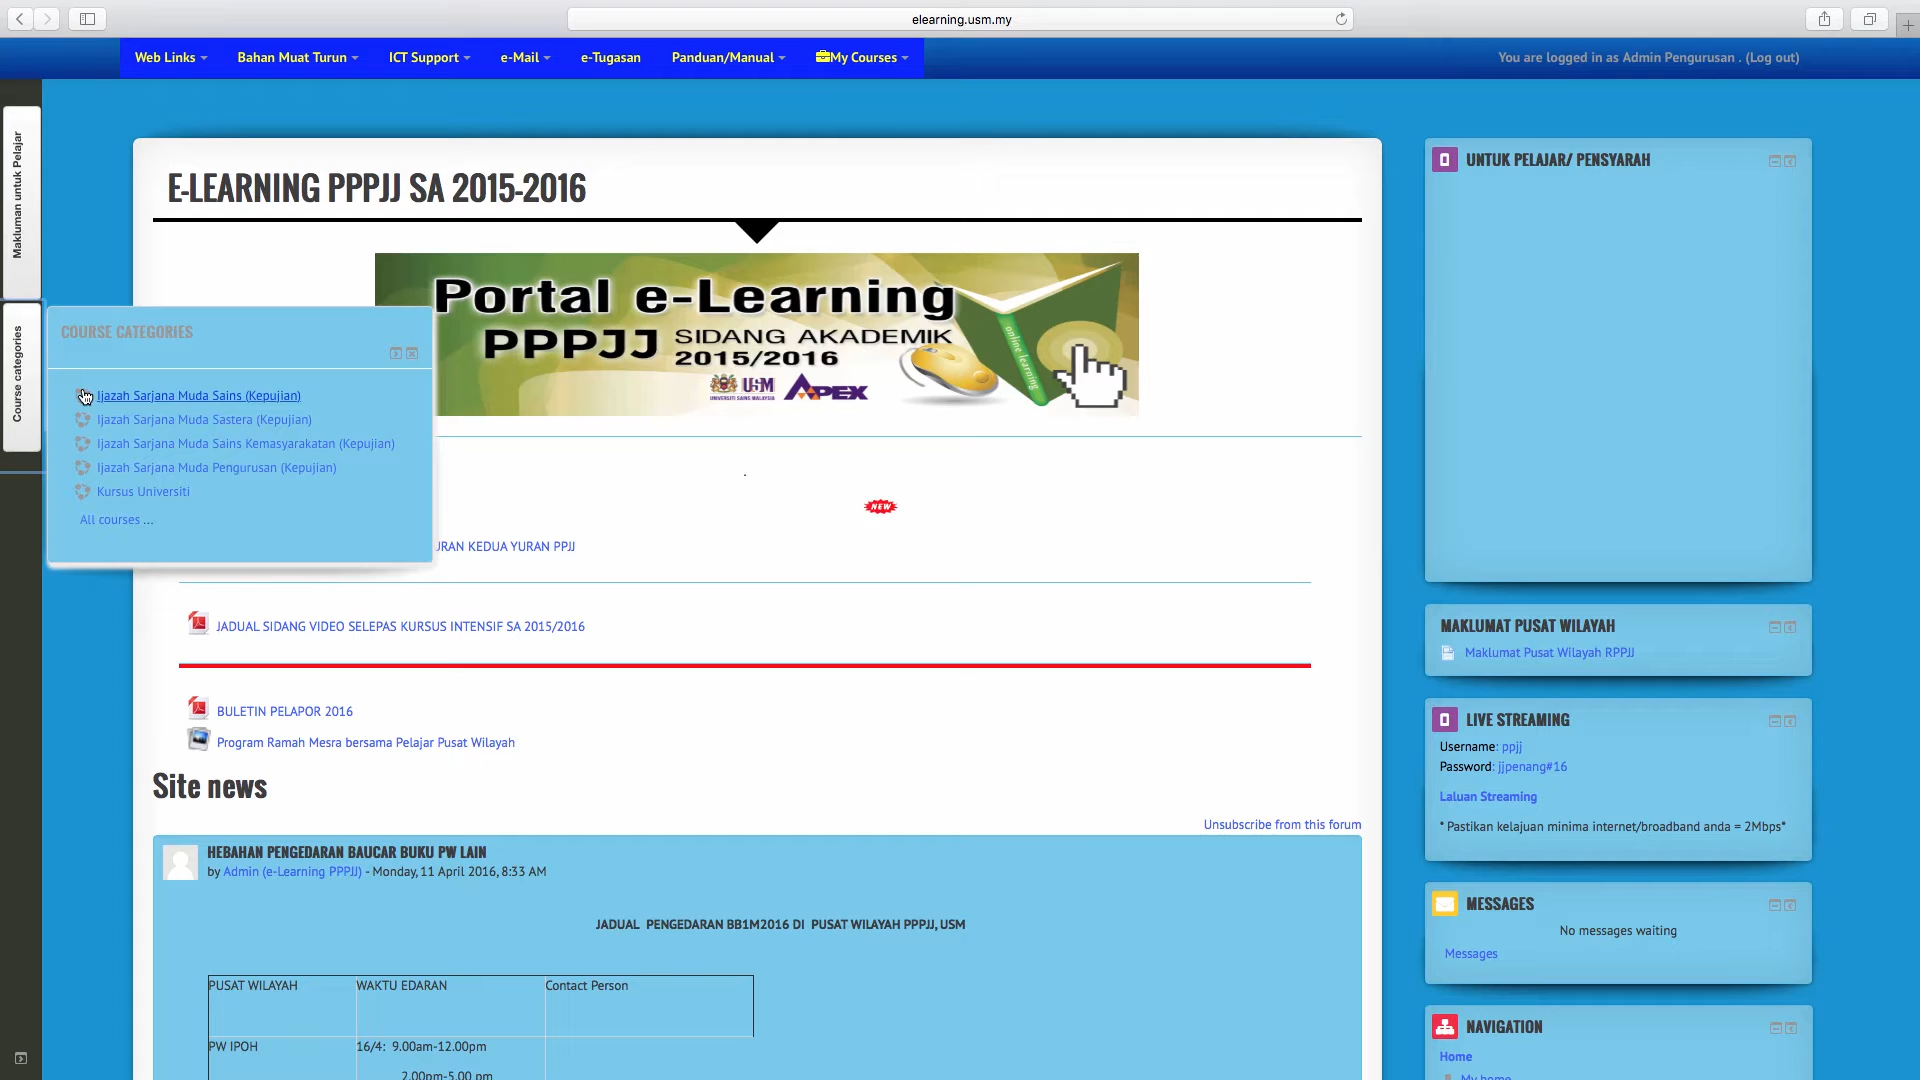 elearning.usm.my
Web Links
Bahan Muat Turun
ICT Support
e-Mail
e-Tugasan
Panduan/Manual
My Courses
You are logged in as Admin Pengurusan . (Log out)
Makluman untuk Pelajar
Course categories
E-LEARNING PPPJJ SA 2015-2016
Portal e-Learning
PPPJJ SIDANG AKADEMIK
2015/2016
USM
UNIVERSITI SAINS MALAYSIA
APEX
online learning
COURSE CATEGORIES
Ijazah Sarjana Muda Sains (Kepujian)
Ijazah Sarjana Muda Sastera (Kepujian)
Ijazah Sarjana Muda Sains Kemasyarakatan (Kepujian)
Ijazah Sarjana Muda Pengurusan (Kepujian)
Kursus Universiti
All courses ...
.
NEW
URAN KEDUA YURAN PPJJ
JADUAL SIDANG VIDEO SELEPAS KURSUS INTENSIF SA 2015/2016
BULETIN PELAPOR 2016
Program Ramah Mesra bersama Pelajar Pusat Wilayah
Site news
Unsubscribe from this forum
HEBAHAN PENGEDARAN BAUCAR BUKU PW LAIN
by Admin (e-Learning PPPJJ) - Monday, 11 April 2016, 8:33 AM
JADUAL PENGEDARAN BB1M2016 DI PUSAT WILAYAH PPPJJ, USM
PUSAT WILAYAH WAKTU EDARAN Contact Person
PW IPOH 16/4: 9.00am-12.00pm
2.00pm-5.00 pm
UNTUK PELAJAR/ PENSYARAH
MAKLUMAT PUSAT WILAYAH
Maklumat Pusat Wilayah RPPJJ
LIVE STREAMING
Username: ppjj
Password: jjpenang#16
Laluan Streaming
* Pastikan kelajuan minima internet/broadband anda = 2Mbps*
MESSAGES
No messages waiting
Messages
NAVIGATION
Home
My home